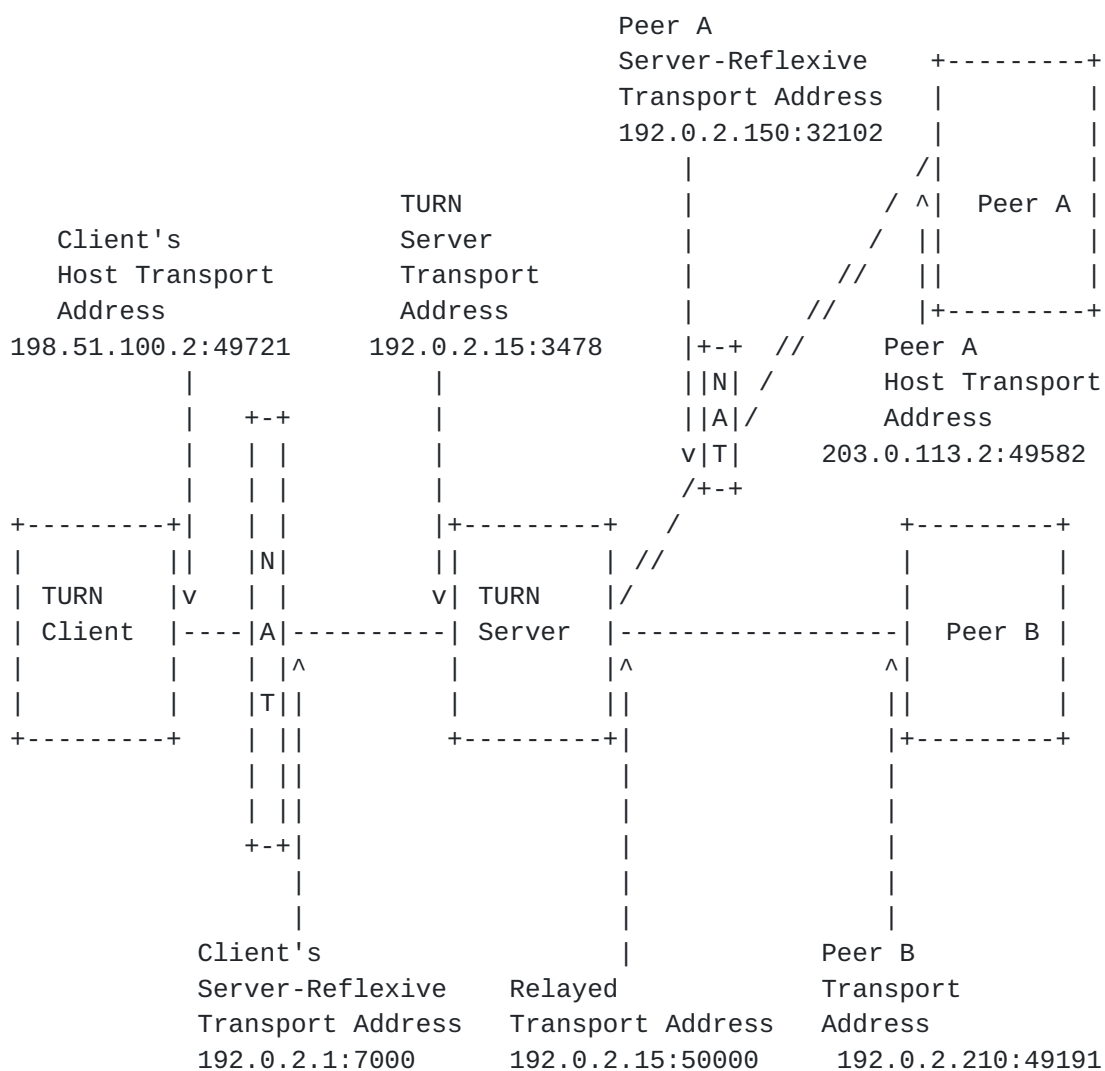 Peer A
                                       Server-Reflexive    +---------+
                                       Transport Address   |         |
                                       192.0.2.150:32102   |         |
                                           |              /|         |
                         TURN              |            / ^|  Peer A |
   Client's              Server            |           /  ||         |
   Host Transport        Transport         |         //   ||         |
   Address               Address           |       //     |+---------+
198.51.100.2:49721     192.0.2.15:3478     |+-+  //     Peer A
           |               |               ||N| /       Host Transport
           |   +-+         |               ||A|/        Address
           |   | |         |               v|T|     203.0.113.2:49582
           |   | |         |               /+-+
+---------+|   | |         |+---------+   /              +---------+
|         ||   |N|         ||         | //               |         |
| TURN    |v   | |         v| TURN    |/                 |         |
| Client  |----|A|----------| Server  |------------------|  Peer B |
|         |    | |^         |         |^                ^|         |
|         |    |T||         |         ||                ||         |
+---------+    | ||         +---------+|                |+---------+
               | ||                    |                |
               | ||                    |                |
               +-+|                    |                |
                  |                    |                |
                  |                    |                |
            Client's                   |            Peer B
            Server-Reflexive    Relayed             Transport
            Transport Address   Transport Address   Address
            192.0.2.1:7000      192.0.2.15:50000     192.0.2.210:49191